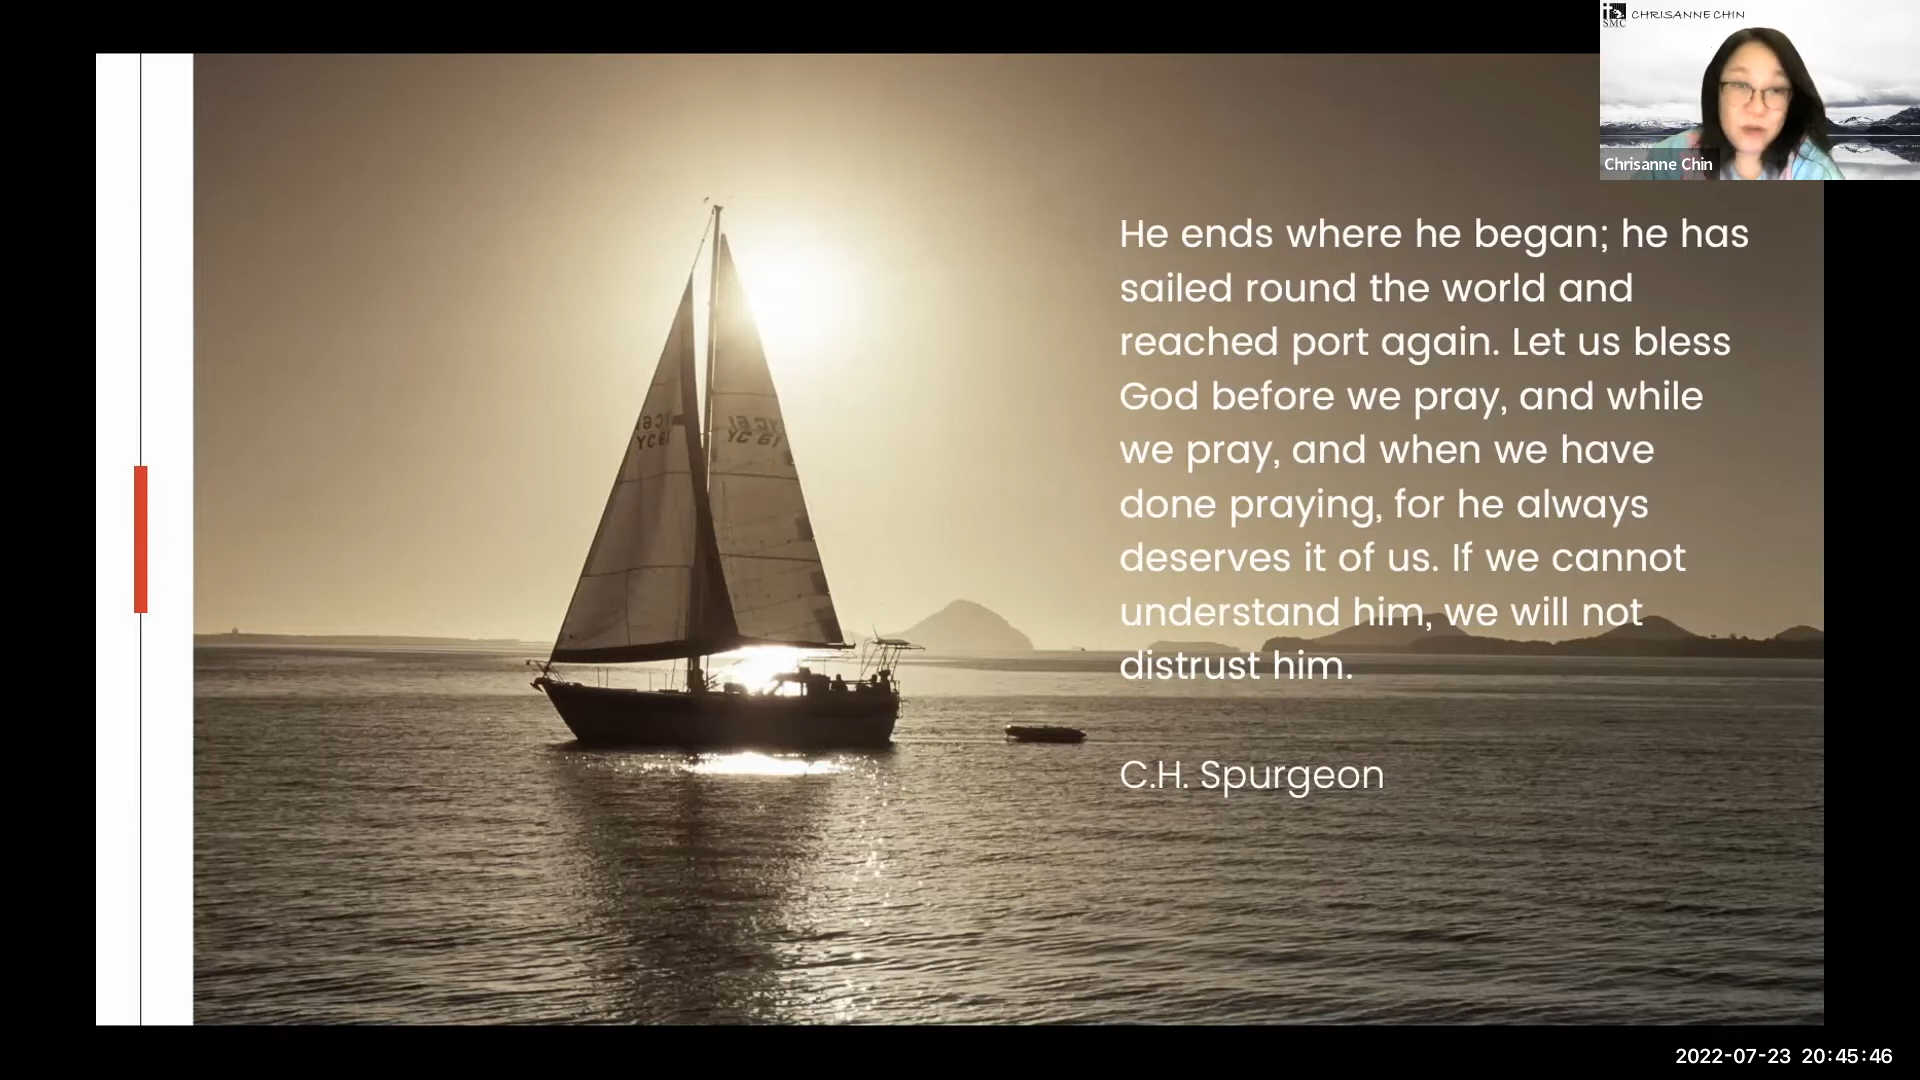 SMC
CHRISANNE CHIN
Chrisanne Chin
He ends where he began; he has
sailed round the world and
reached port again. Let us bless
God before we pray, and while
we pray, and when we have
done praying, for he always
deserves it of us. If we cannot
understand him, we will not
distrust him.
C.H. Spurgeon
YC 61
2022-07-23 20:45:46